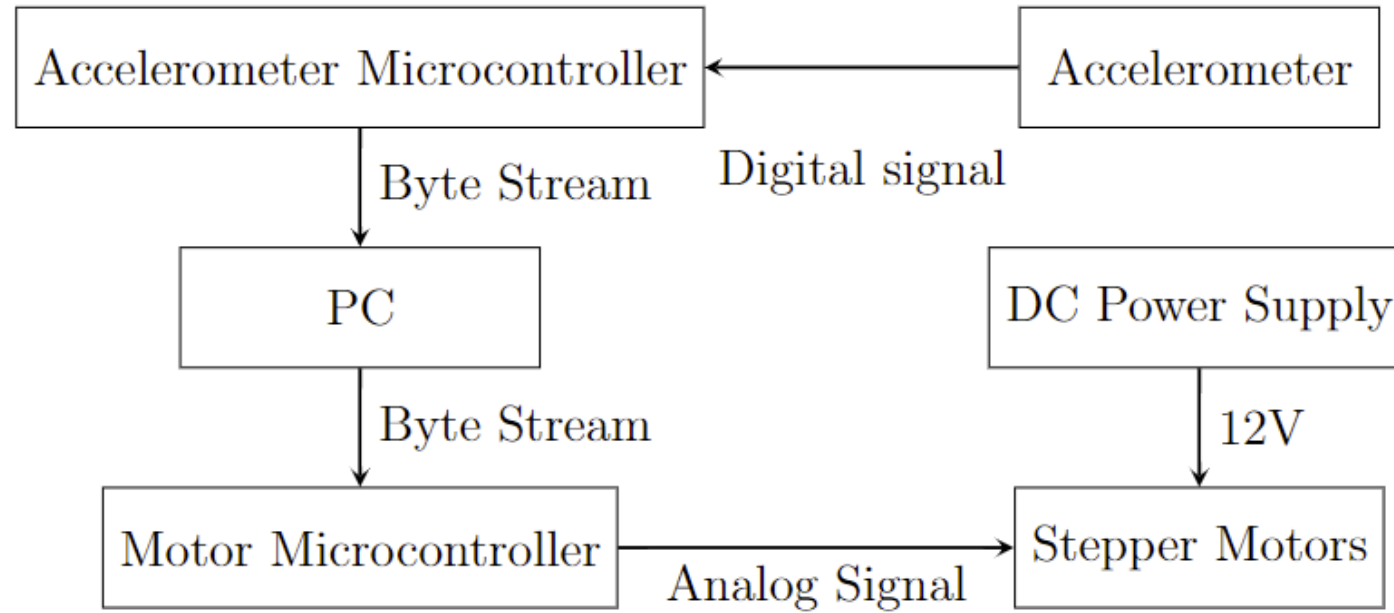 Accelerometer Microcontroller
Accelerometer
Digital signal
Byte Stream
PC
DC Power Supply
Byte Stream
12V
Motor Microcontroller
Stepper Motors
Analog Signal